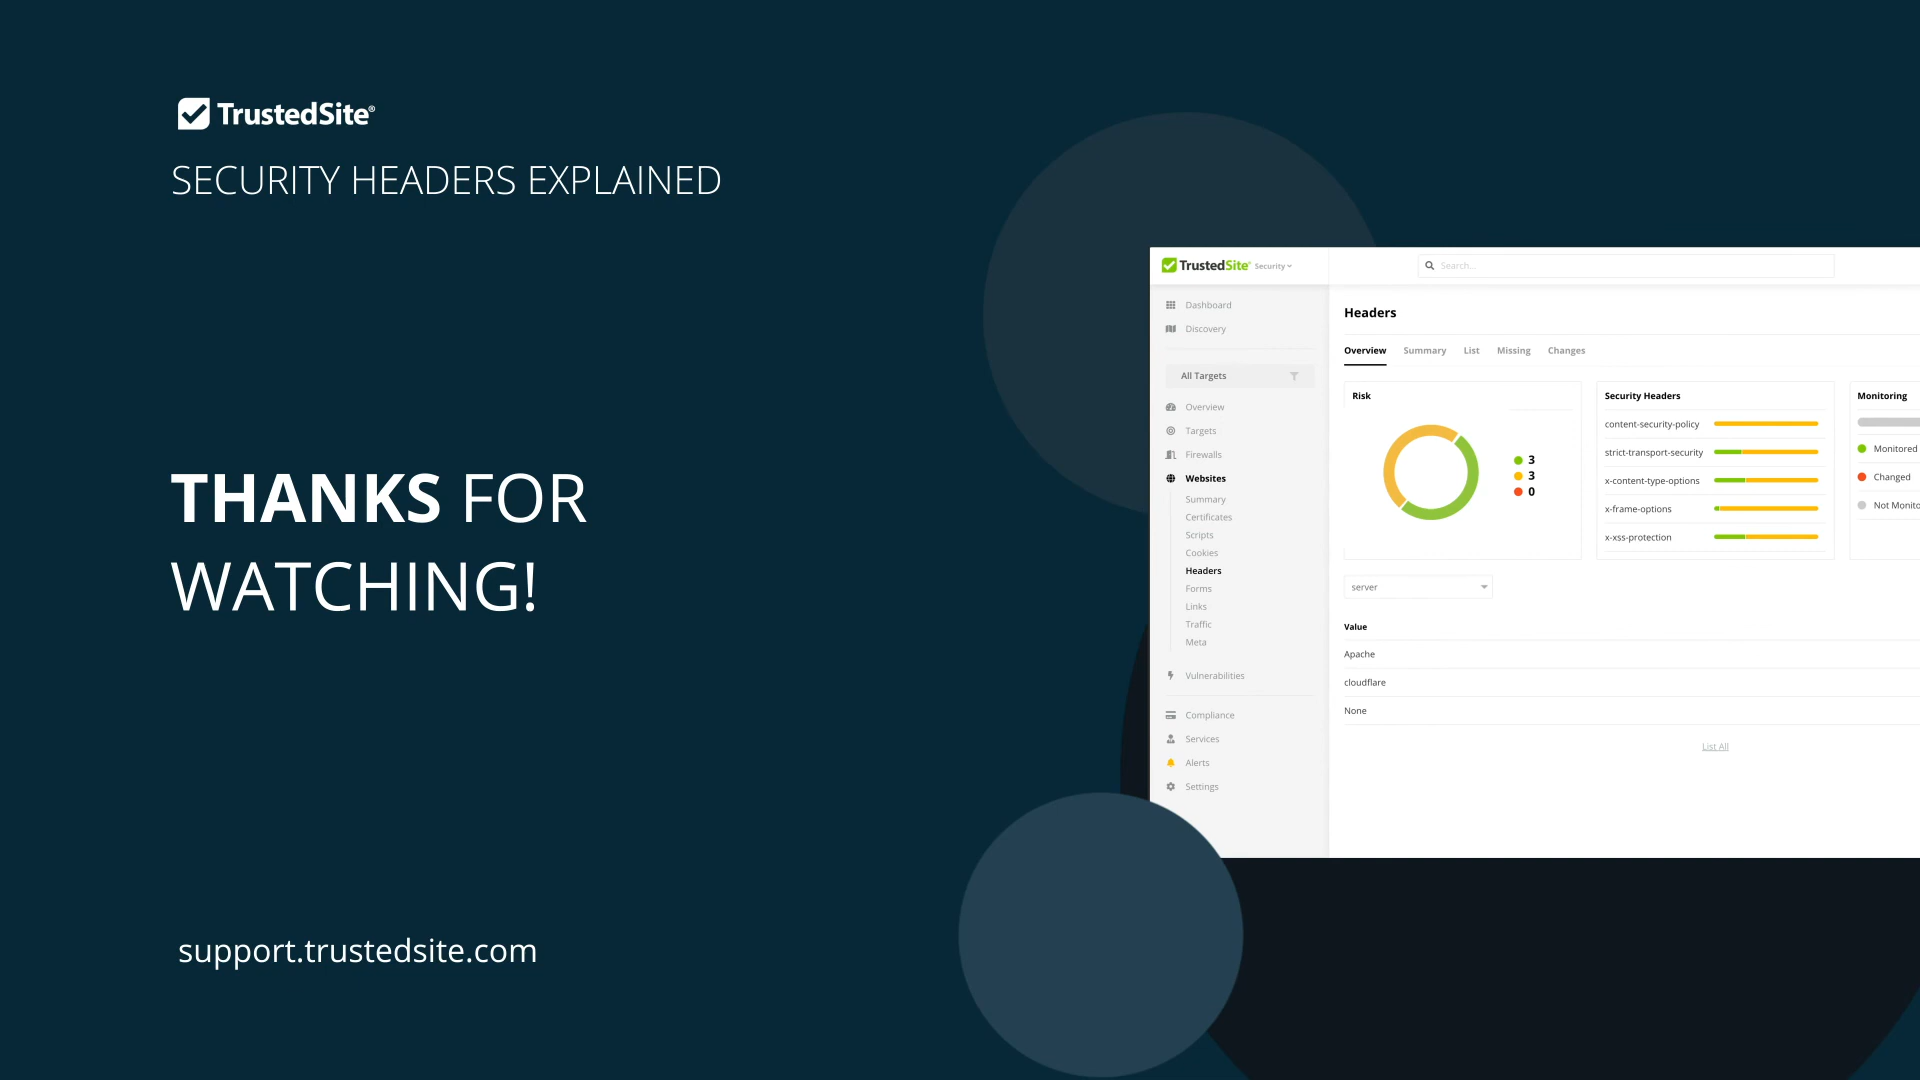 TrustedSite®
SECURITY HEADERS EXPLAINED
THANKS FOR
WATCHING!
support.trustedsite.com
TrustedSite® Security
Search...
Dashboard
Discovery
All Targets
Overview
Targets
Firewalls
Websites
Summary
Certificates
Scripts
Cookies
Headers
Forms
Links
Traffic
Meta
Vulnerabilities
Compliance
Services
Alerts
Settings
Headers
Overview Summary List Missing Changes
Risk
3
3
0
Security Headers
content-security-policy
strict-transport-security
x-content-type-options
x-frame-options
x-xss-protection
Monitoring
Monitored
Changed
Not Monito
server
Value
Apache
cloudflare
None
List All